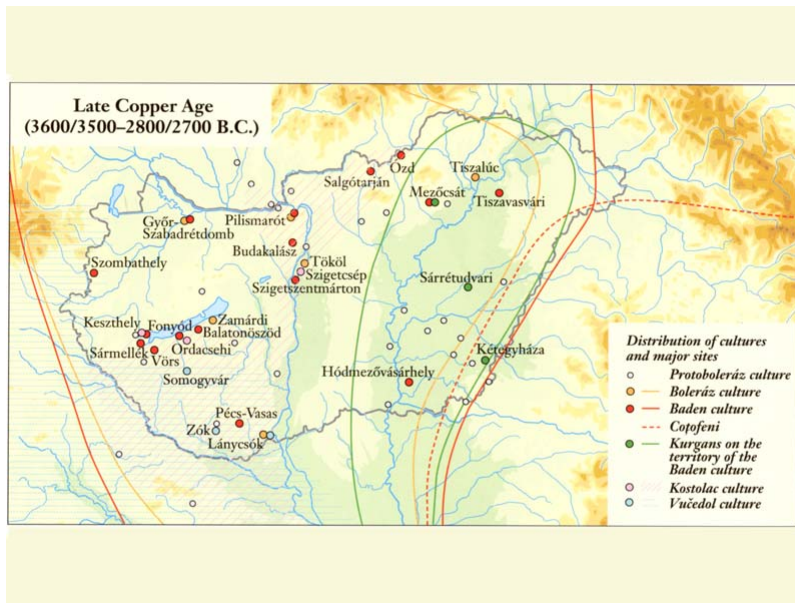 Late Copper Age
(3600/3500–2800/2700 B.C.)
Ózd
Salgótarján
Tiszalúc
Mezőcsát
Tiszavasvári
Győr-
Szabadrétdomb
Pilismarót
Budakalász
Szombathely
Tököl
Szigetcsép
Szigetszentmárton
Sárrétudvari
Keszthely
Fonyód
Zamárdi
Balatonöszöd
Ordacsehi
Sármellék
Vörs
Somogyvár
Kétegyháza
Hódmezővásárhely
Pécs-Vasas
Zók
Lánycsók
Distribution of cultures
and major sites
Protoboleráz culture
Boleráz culture
Baden culture
Coţofeni
Kurgans on the
territory of the
Baden culture
Kostolac culture
Vučedol culture